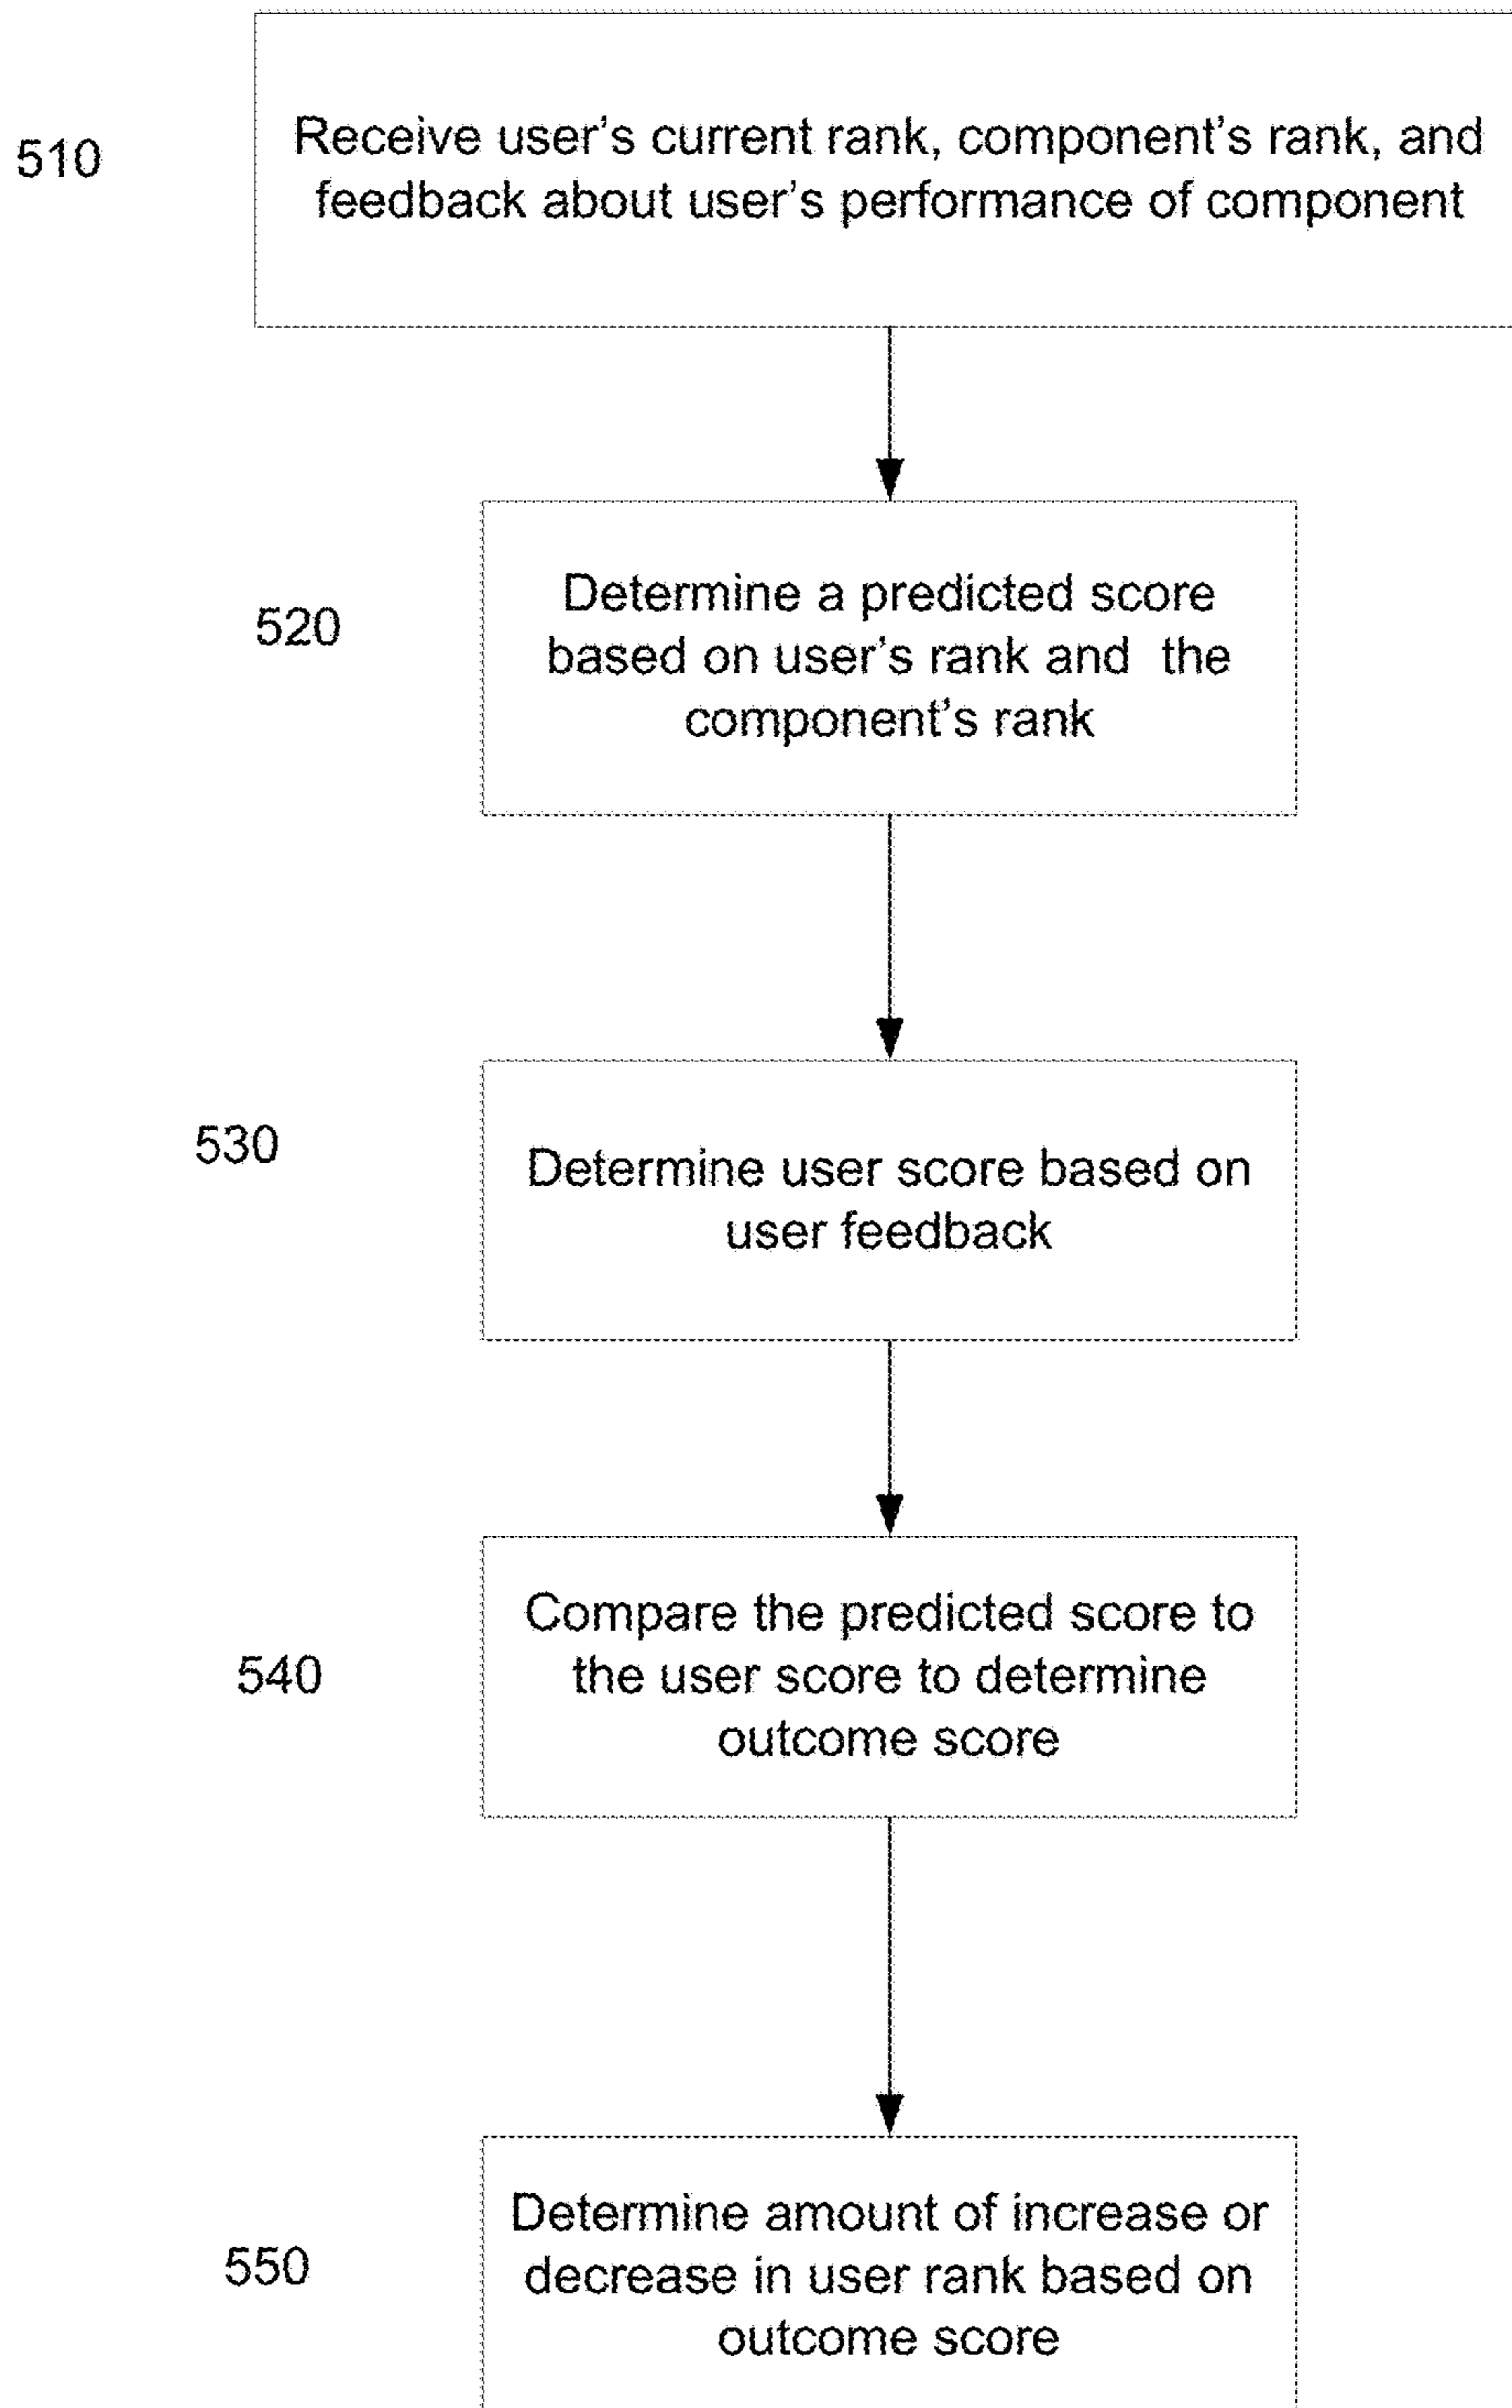 510
Receive user's current rank, component's rank, and
feedback about user's performance of component
520
Determine a predicted score
based on user's rank and the
component's rank
530
Determine user score based on
user feedback
540
Compare the predicted score to
the user score to determine
outcome score
550
Determine amount of increase or
decrease in user rank based on
outcome score